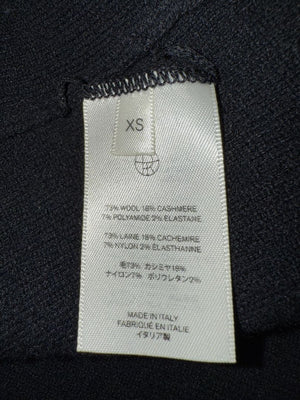 XS
73% WOOL 18% CASHMERE
7% POLYAMIDE 2% ELASTANE
73% LAINE 18% CACHEMIRE
7% NYLON 2% ELASTANE
毛73% カシミヤ18%
ナイロン7% ポリウレタン2%
MADE IN ITALY
FABRIQUÉ EN ITALIE
イタリア製